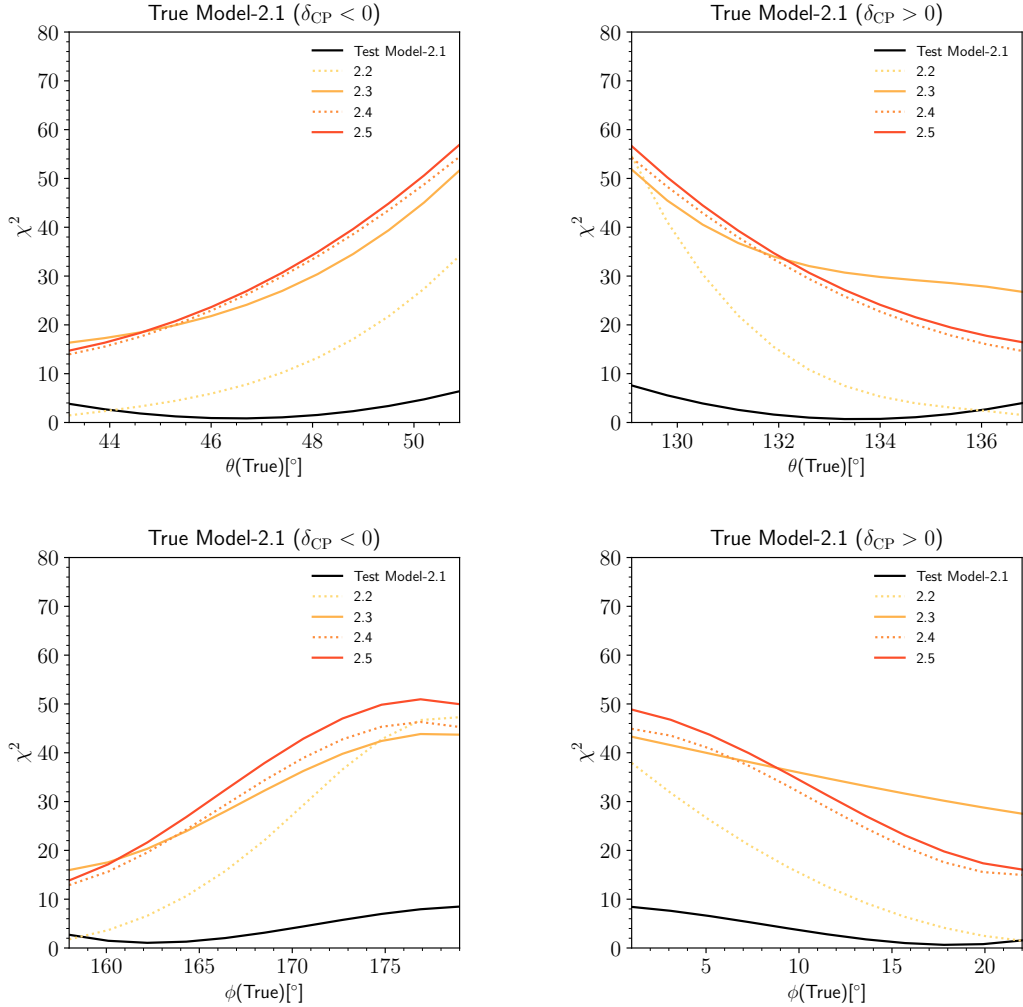 True Model-2.1 (δCP < 0)
80
70
60
50
40
30
20
10
0
χ²
Test Model-2.1
2.2
2.3
2.4
2.5
44 46 48 50
θ(True)[°]
True Model-2.1 (δCP > 0)
80
70
60
50
40
30
20
10
0
χ²
Test Model-2.1
2.2
2.3
2.4
2.5
130 132 134 136
θ(True)[°]
True Model-2.1 (δCP < 0)
80
70
60
50
40
30
20
10
0
χ²
Test Model-2.1
2.2
2.3
2.4
2.5
160 165 170 175
ϕ(True)[°]
True Model-2.1 (δCP > 0)
80
70
60
50
40
30
20
10
0
χ²
Test Model-2.1
2.2
2.3
2.4
2.5
5 10 15 20
ϕ(True)[°]